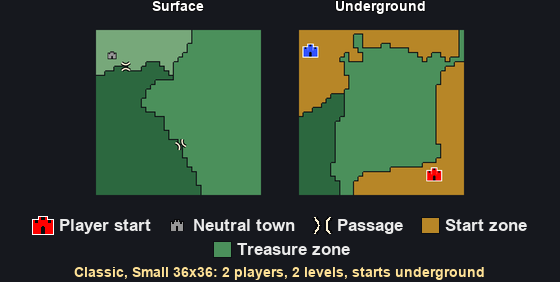 Surface
Underground
Player start
Neutral town
Passage
Start zone
Treasure zone
Classic, Small 36x36: 2 players, 2 levels, starts underground